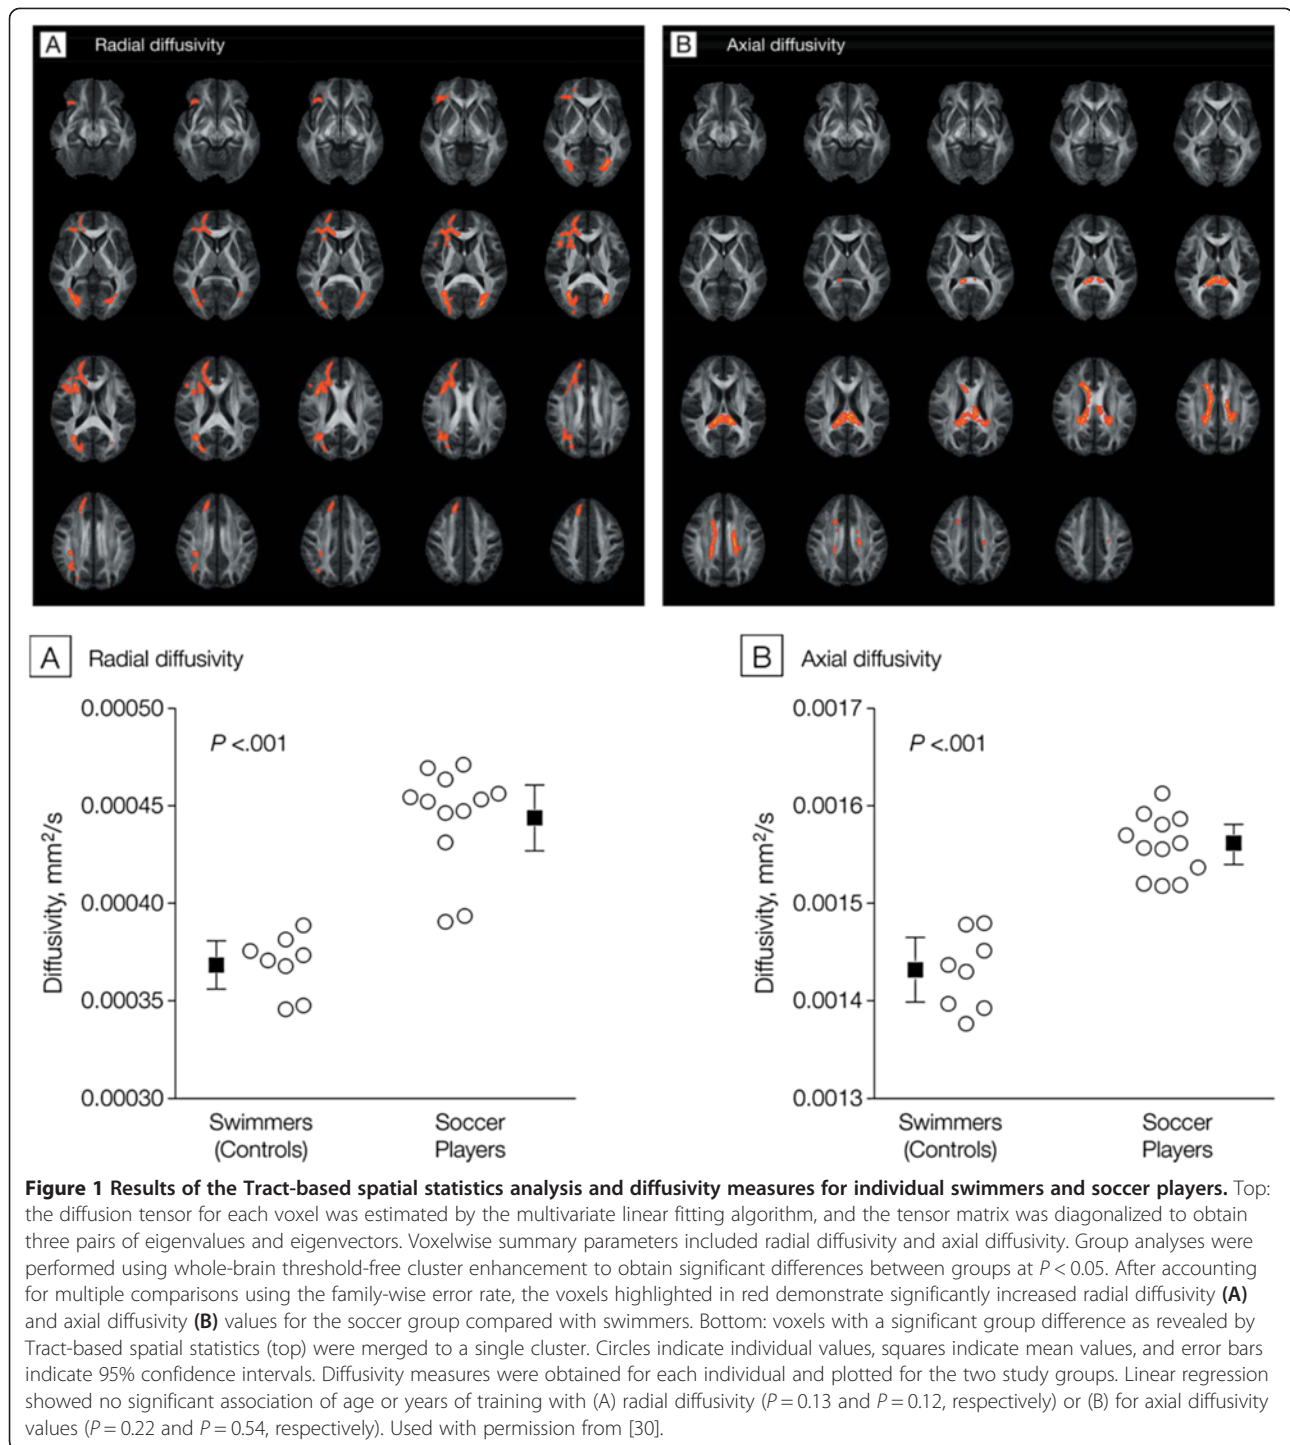 A Radial diffusivity
B Axial diffusivity
A Radial diffusivity
0.00050
0.00045
0.00040
0.00035
0.00030
Diffusivity, mm²/s
P <.001
Swimmers
(Controls)
Soccer
Players
B Axial diffusivity
0.0017
0.0016
0.0015
0.0014
0.0013
Diffusivity, mm²/s
P <.001
Swimmers
(Controls)
Soccer
Players
Figure 1 Results of the Tract-based spatial statistics analysis and diffusivity measures for individual swimmers and soccer players. Top:
the diffusion tensor for each voxel was estimated by the multivariate linear fitting algorithm, and the tensor matrix was diagonalized to obtain
three pairs of eigenvalues and eigenvectors. Voxelwise summary parameters included radial diffusivity and axial diffusivity. Group analyses were
performed using whole-brain threshold-free cluster enhancement to obtain significant differences between groups at P < 0.05. After accounting
for multiple comparisons using the family-wise error rate, the voxels highlighted in red demonstrate significantly increased radial diffusivity (A)
and axial diffusivity (B) values for the soccer group compared with swimmers. Bottom: voxels with a significant group difference as revealed by
Tract-based spatial statistics (top) were merged to a single cluster. Circles indicate individual values, squares indicate mean values, and error bars
indicate 95% confidence intervals. Diffusivity measures were obtained for each individual and plotted for the two study groups. Linear regression
showed no significant association of age or years of training with (A) radial diffusivity (P = 0.13 and P = 0.12, respectively) or (B) for axial diffusivity
values (P = 0.22 and P = 0.54, respectively). Used with permission from [30].